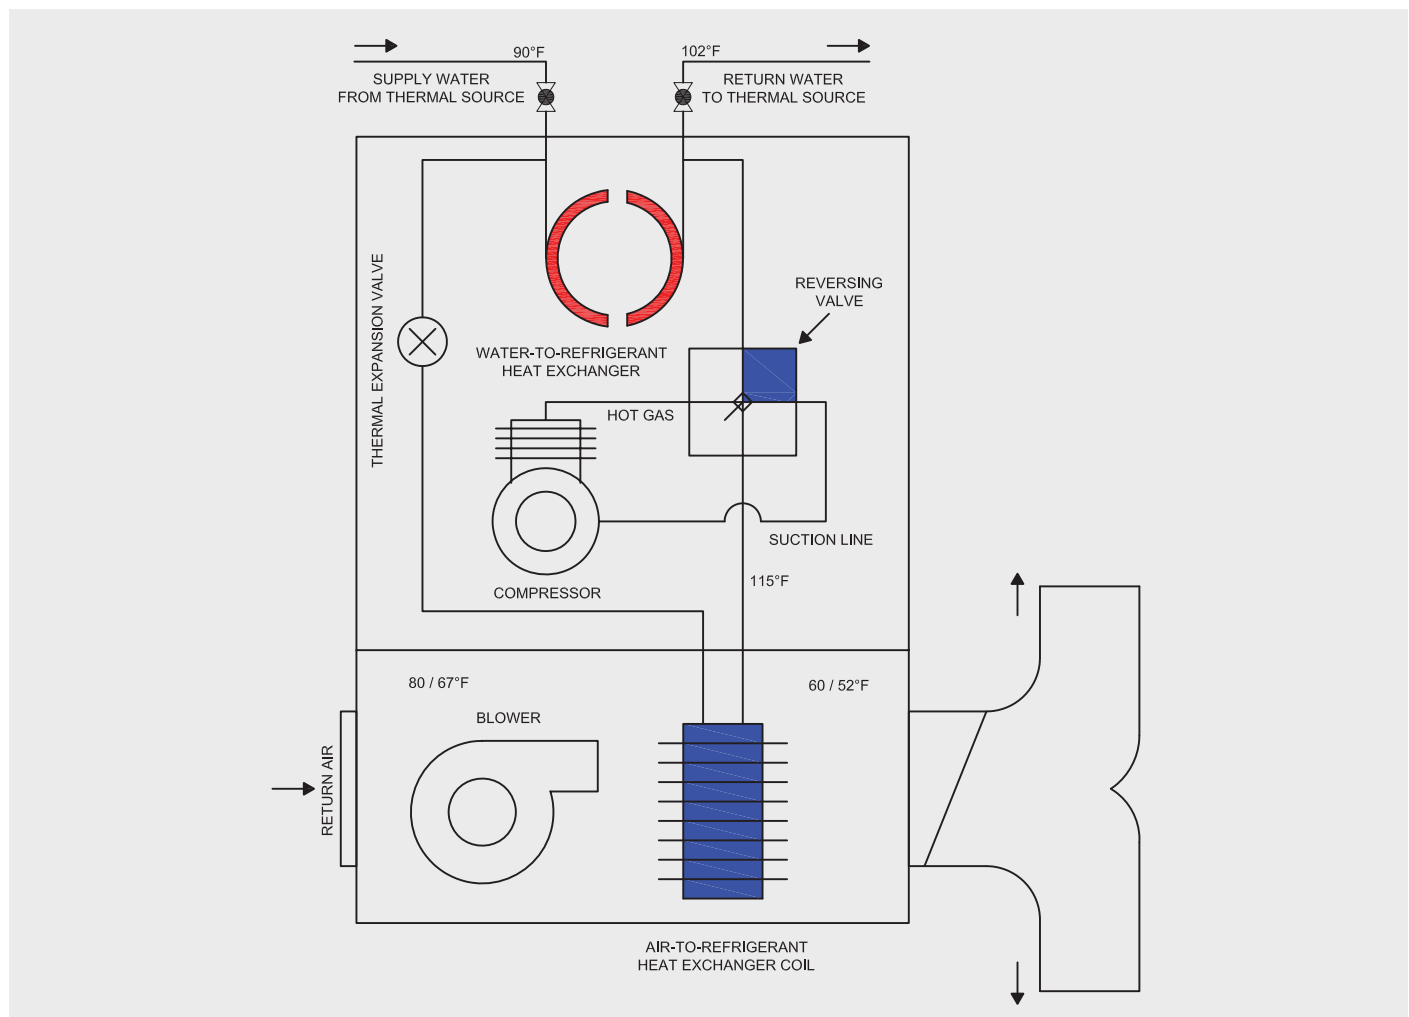 90°F
102°F
SUPPLY WATER
FROM THERMAL SOURCE
RETURN WATER
TO THERMAL SOURCE
THERMAL EXPANSION VALVE
REVERSING
VALVE
WATER-TO-REFRIGERANT
HEAT EXCHANGER
HOT GAS
SUCTION LINE
COMPRESSOR
115°F
80 / 67°F
60 / 52°F
BLOWER
RETURN AIR
AIR-TO-REFRIGERANT
HEAT EXCHANGER COIL